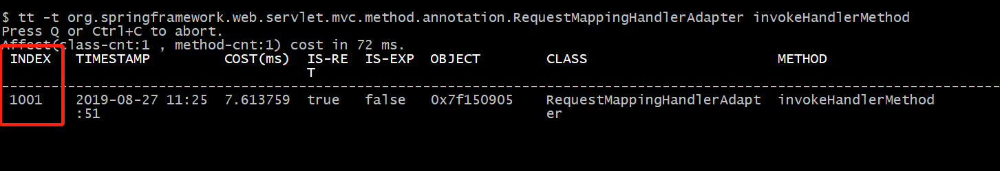 $ tt -t org.springframework.web.servlet.mvc.method.annotation.RequestMappingHandlerAdapter invokeHandlerMethod
Press Q or Ctrl+C to abort.
Affect(class-cnt:1 , method-cnt:1) cost in 72 ms.
INDEX TIMESTAMP COST(ms) IS-RE IS-EXP OBJECT CLASS METHOD
T
1001 2019-08-27 11:25 7.613759 true false 0x7f150905 RequestMappingHandlerAdapt invokeHandlerMethod
:51 er